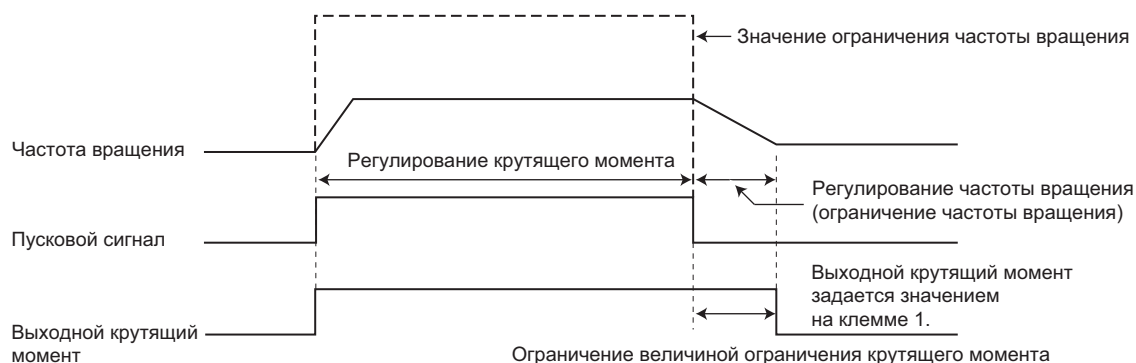 Значение ограничения частоты вращения
Частота вращения
Регулирование крутящего момента
Регулирование частоты вращения
(ограничение частоты вращения)
Пусковой сигнал
Выходной крутящий момент
задается значением
на клемме 1.
Выходной крутящий
момент
Ограничение величиной ограничения крутящего момента